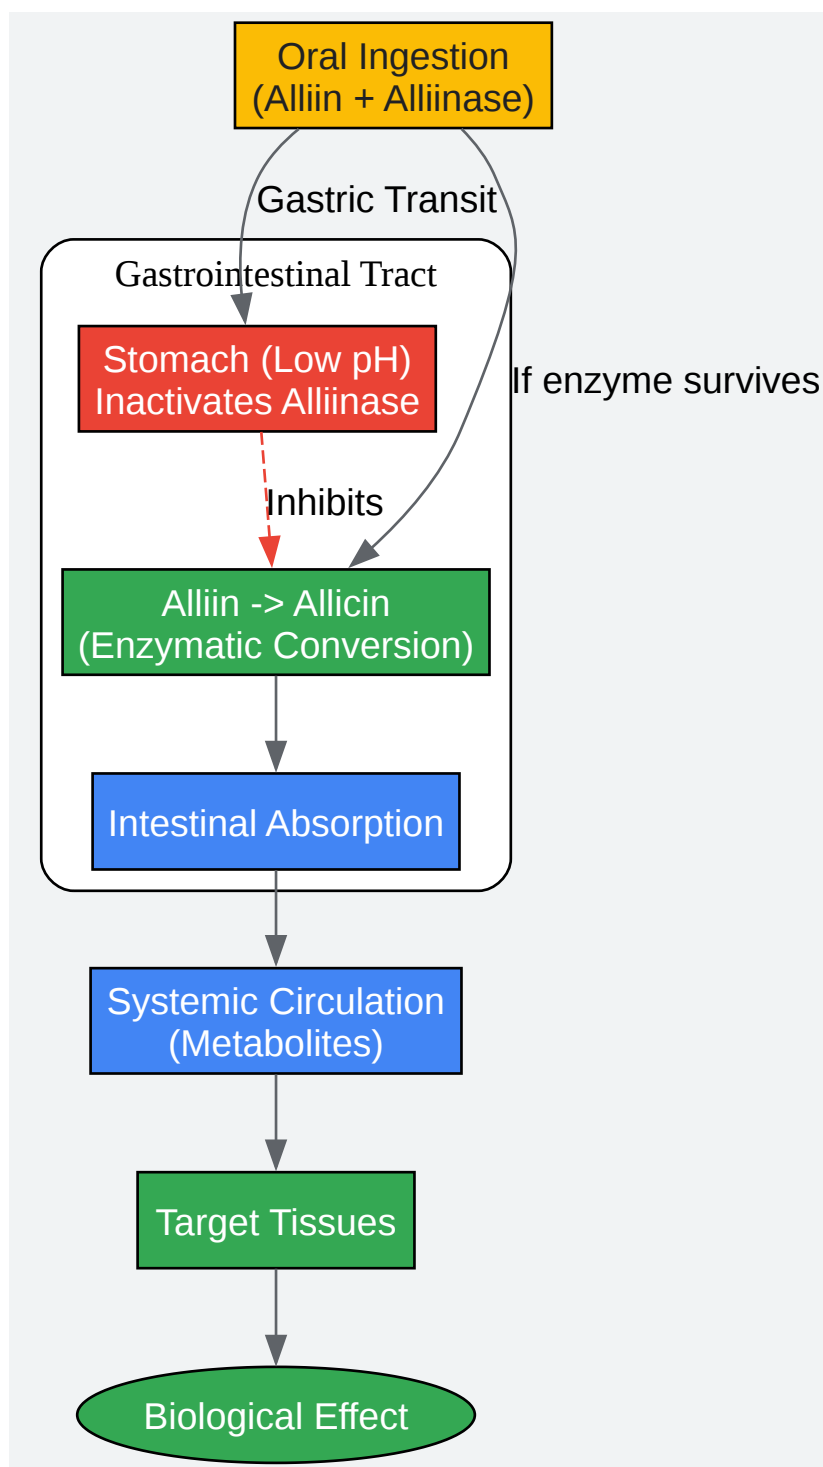 Oral Ingestion
(Alliin + Alliinase)
Gastric Transit
Gastrointestinal Tract
Stomach (Low pH)
Inactivates Alliinase
If enzyme survives
Inhibits
Alliin -> Allicin
(Enzymatic Conversion)
Intestinal Absorption
Systemic Circulation
(Metabolites)
Target Tissues
Biological Effect